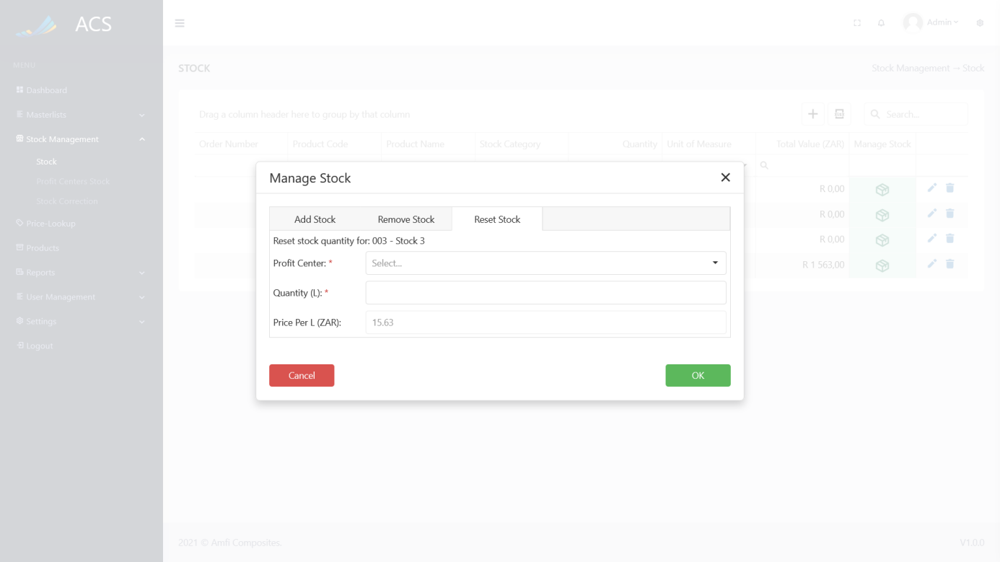 ACS
Admin
MENU
STOCK
Stock Management → Stock
Dashboard
Masterlists
Stock Management
Stock
Profit Centers Stock
Stock Correction
Price-Lookup
Products
Reports
User Management
Settings
Logout
Drag a column header here to group by that column
Search...
Order Number Product Code Product Name Stock Category Quantity Unit of Measure Total Value (ZAR) Manage Stock
R 0,00
R 0,00
R 0,00
R 1 563,00
Manage Stock
Add Stock Remove Stock Reset Stock
Reset stock quantity for: 003 - Stock 3
Profit Center: * Select...
Quantity (L): *
Price Per L (ZAR): 15.63
Cancel OK
2021 © Amfi Composites.
V1.0.0